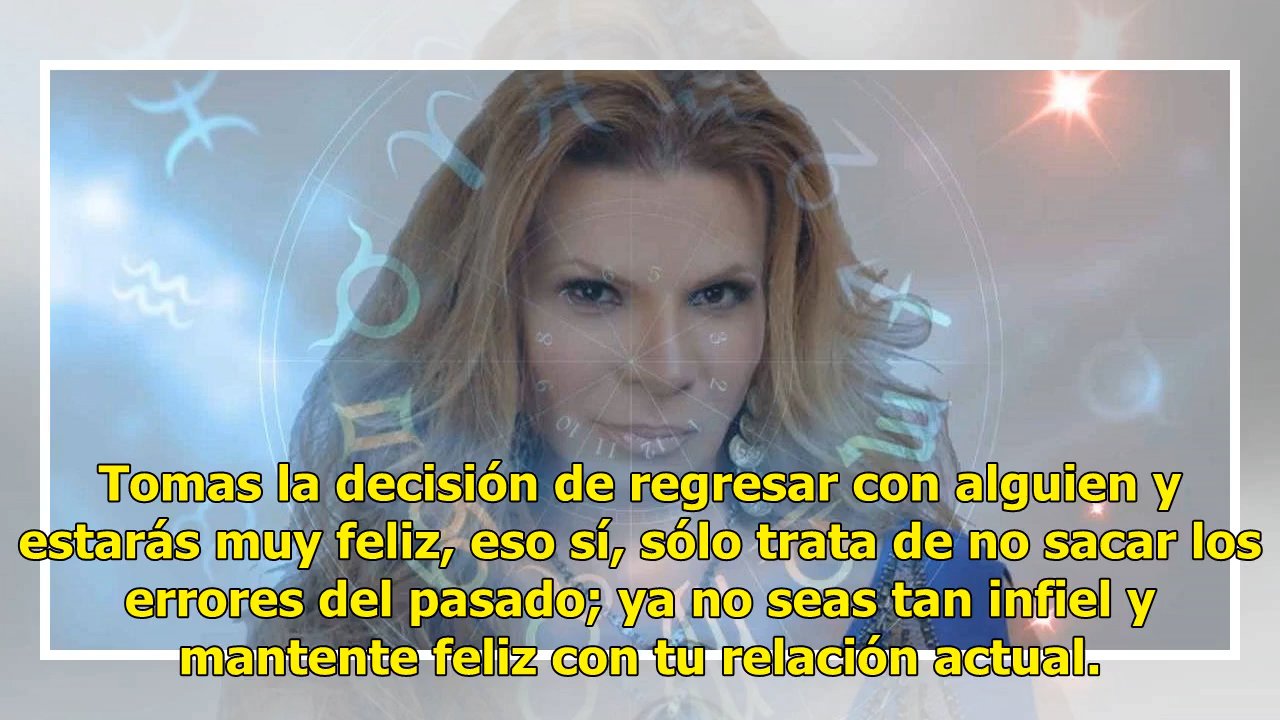 Tomas la decisión de regresar con alguien y
estarás muy feliz, eso sí, sólo trata de no sacar los
errores del pasado; ya no seas tan infiel y
mantente feliz con tu relación actual.